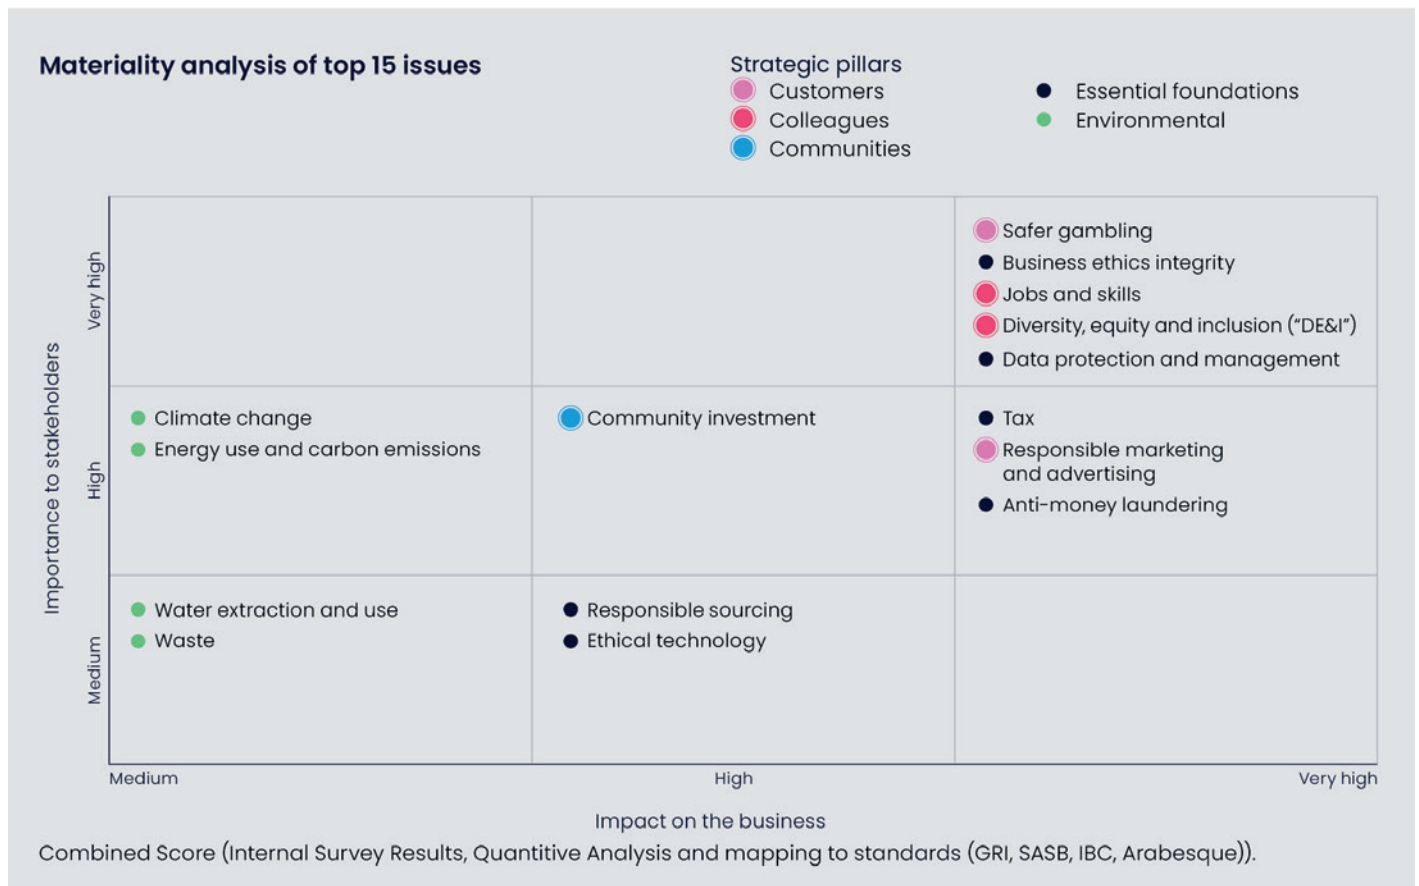 Materiality analysis of top 15 issues
Strategic pillars
Customers
Colleagues
Communities
Essential foundations
Environmental
Importance to stakeholders
Very high
High
Medium
Safer gambling
Business ethics integrity
Jobs and skills
Diversity, equity and inclusion (“DE&I”)
Data protection and management
Climate change
Energy use and carbon emissions
Community investment
Tax
Responsible marketing
and advertising
Anti-money laundering
Water extraction and use
Waste
Responsible sourcing
Ethical technology
Medium
High
Very high
Impact on the business
Combined Score (Internal Survey Results, Quantitive Analysis and mapping to standards (GRI, SASB, IBC, Arabesque)).